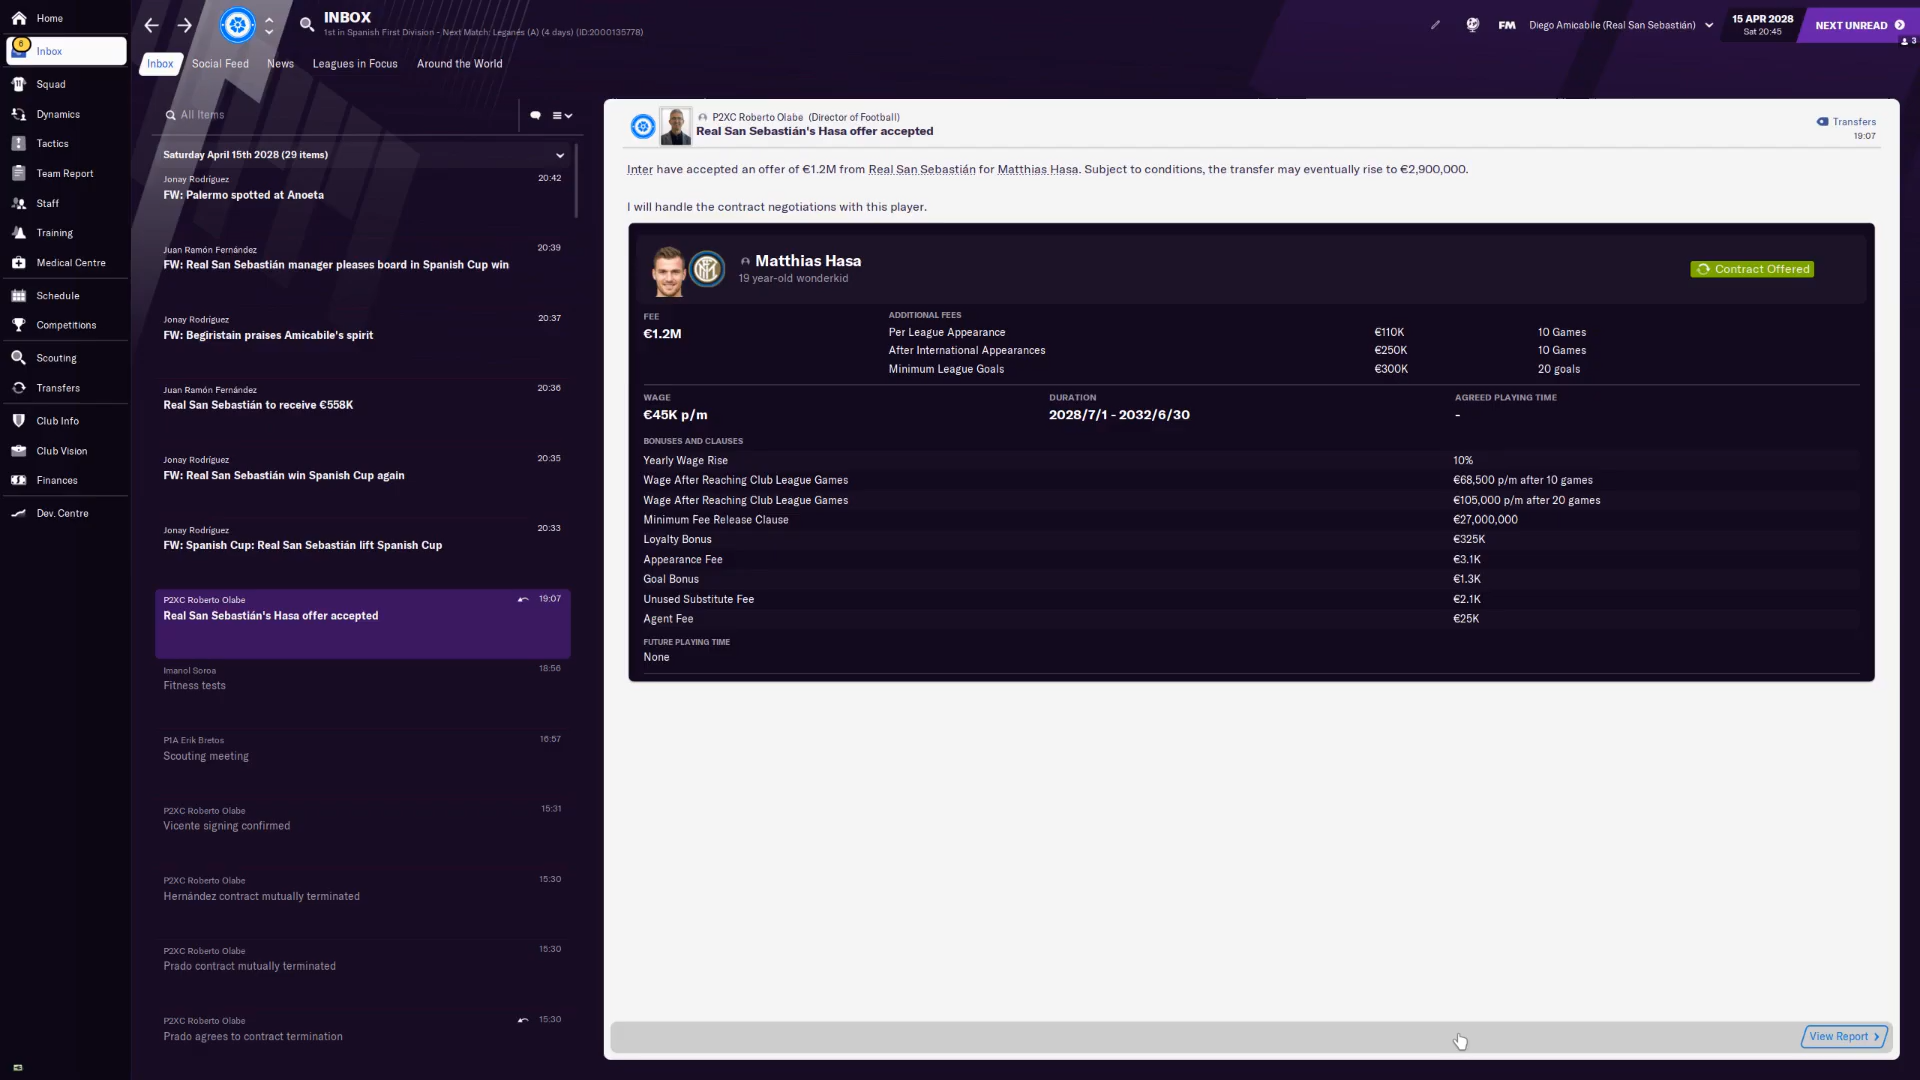 Home
6
Inbox
Squad
Dynamics
Tactics
Team Report
Staff
Training
Medical Centre
Schedule
Competitions
Scouting
Transfers
Club Info
Club Vision
Finances
Dev. Centre
INBOX
1st in Spanish First Division - Next Match: Leganés (A) (4 days) (ID:2000135778)
FM
Diego Amicabile (Real San Sebastián)
15 APR 2028
Sat 20:45
NEXT UNREAD
3
Inbox
Social Feed
News
Leagues in Focus
Around the World
All Items
Saturday April 15th 2028 (29 items)
Jonay Rodríguez 20:42
FW: Palermo spotted at Anoeta
Juan Ramón Fernández 20:39
FW: Real San Sebastián manager pleases board in Spanish Cup win
Jonay Rodríguez 20:37
FW: Begiristain praises Amicabile's spirit
Juan Ramón Fernández 20:36
Real San Sebastián to receive €558K
Jonay Rodríguez 20:35
FW: Real San Sebastián win Spanish Cup again
Jonay Rodríguez 20:33
FW: Spanish Cup: Real San Sebastián lift Spanish Cup
P2XC Roberto Olabe 19:07
Real San Sebastián's Hasa offer accepted
Imanol Soroa 18:56
Fitness tests
P1A Erik Bretos 16:57
Scouting meeting
P2XC Roberto Olabe 15:31
Vicente signing confirmed
P2XC Roberto Olabe 15:30
Hernández contract mutually terminated
P2XC Roberto Olabe 15:30
Prado contract mutually terminated
P2XC Roberto Olabe 15:30
Prado agrees to contract termination
P2XC Roberto Olabe (Director of Football)
Real San Sebastián's Hasa offer accepted
Transfers
19:07
Inter have accepted an offer of €1.2M from Real San Sebastián for Matthias Hasa. Subject to conditions, the transfer may eventually rise to €2,900,000.
I will handle the contract negotiations with this player.
Matthias Hasa
19 year-old wonderkid
Contract Offered
FEE
€1.2M
ADDITIONAL FEES
Per League Appearance €110K 10 Games
After International Appearances €250K 10 Games
Minimum League Goals €300K 20 goals
WAGE DURATION AGREED PLAYING TIME
€45K p/m 2028/7/1 - 2032/6/30 -
BONUSES AND CLAUSES
Yearly Wage Rise 10%
Wage After Reaching Club League Games €68,500 p/m after 10 games
Wage After Reaching Club League Games €105,000 p/m after 20 games
Minimum Fee Release Clause €27,000,000
Loyalty Bonus €325K
Appearance Fee €3.1K
Goal Bonus €1.3K
Unused Substitute Fee €2.1K
Agent Fee €25K
FUTURE PLAYING TIME
None
View Report